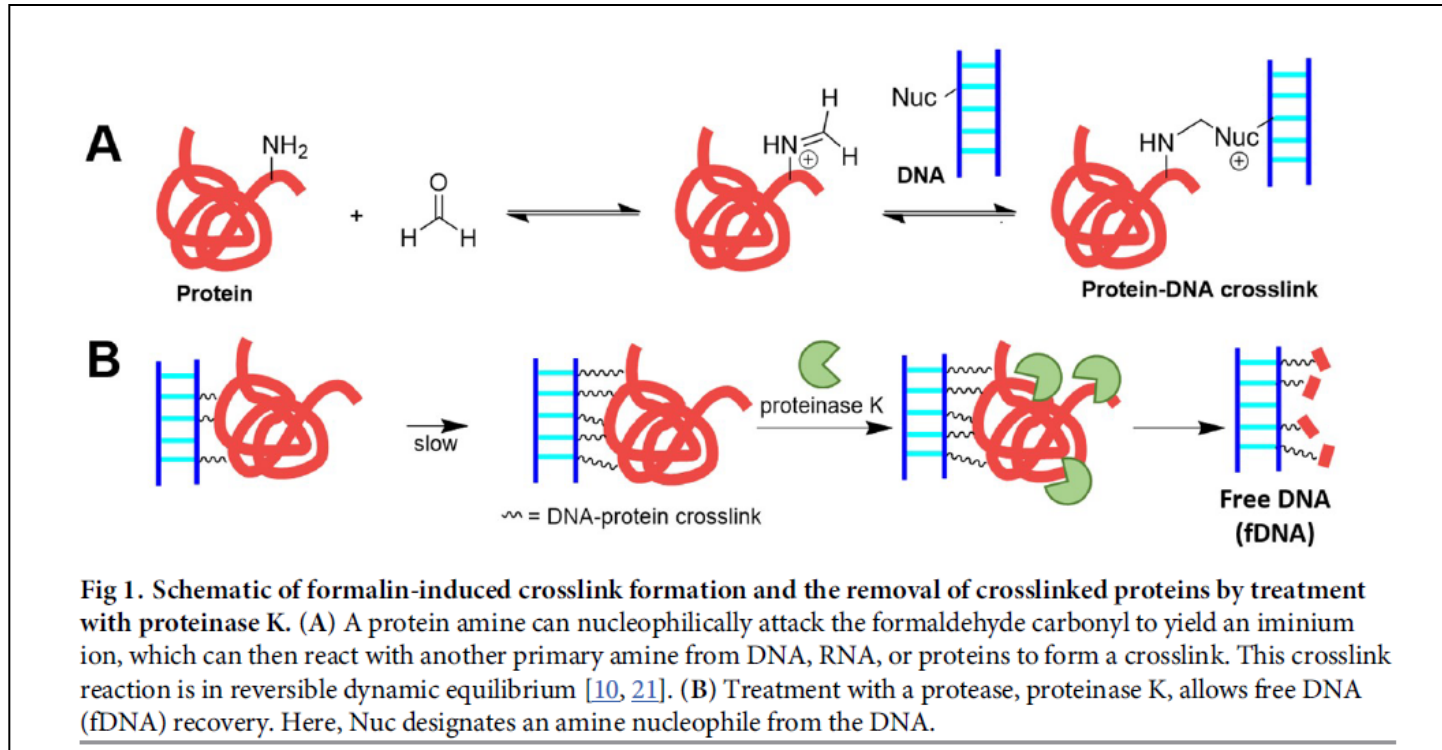 A
NH₂
+
O
H H
HN
⊕
H
H
Nuc
DNA
HN
Nuc
⊕
Protein
Protein-DNA crosslink
B
slow
proteinase K
= DNA-protein crosslink
Free DNA
(fDNA)
Fig 1. Schematic of formalin-induced crosslink formation and the removal of crosslinked proteins by treatment
with proteinase K. (A) A protein amine can nucleophilically attack the formaldehyde carbonyl to yield an iminium
ion, which can then react with another primary amine from DNA, RNA, or proteins to form a crosslink. This crosslink
reaction is in reversible dynamic equilibrium [10, 21]. (B) Treatment with a protease, proteinase K, allows free DNA
(fDNA) recovery. Here, Nuc designates an amine nucleophile from the DNA.